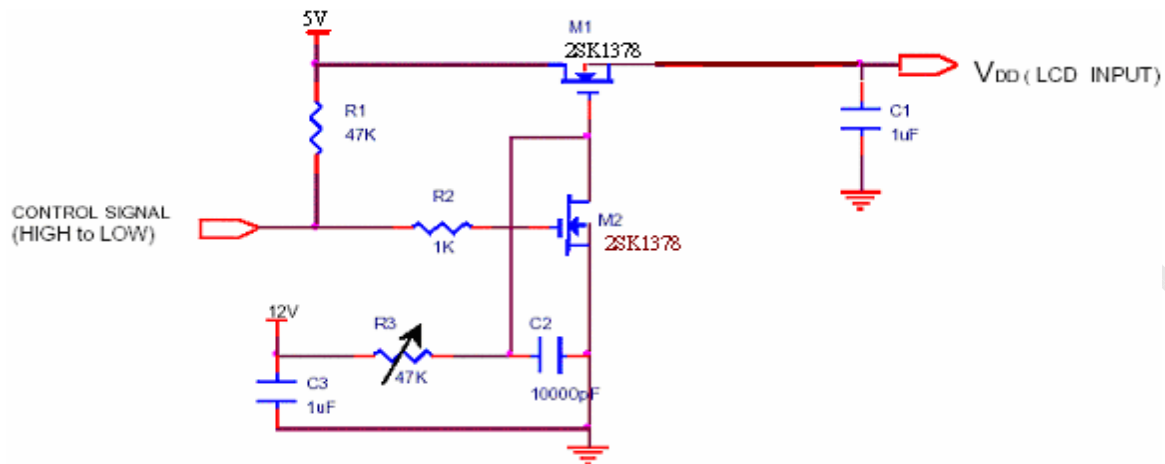 5V
M1
2SK1378
VDD ( LCD INPUT)
R1
47K
C1
1uF
R2
1K
CONTROL SIGNAL
(HIGH to LOW)
M2
2SK1378
12V
R3
47K
C2
10000pF
C3
1uF